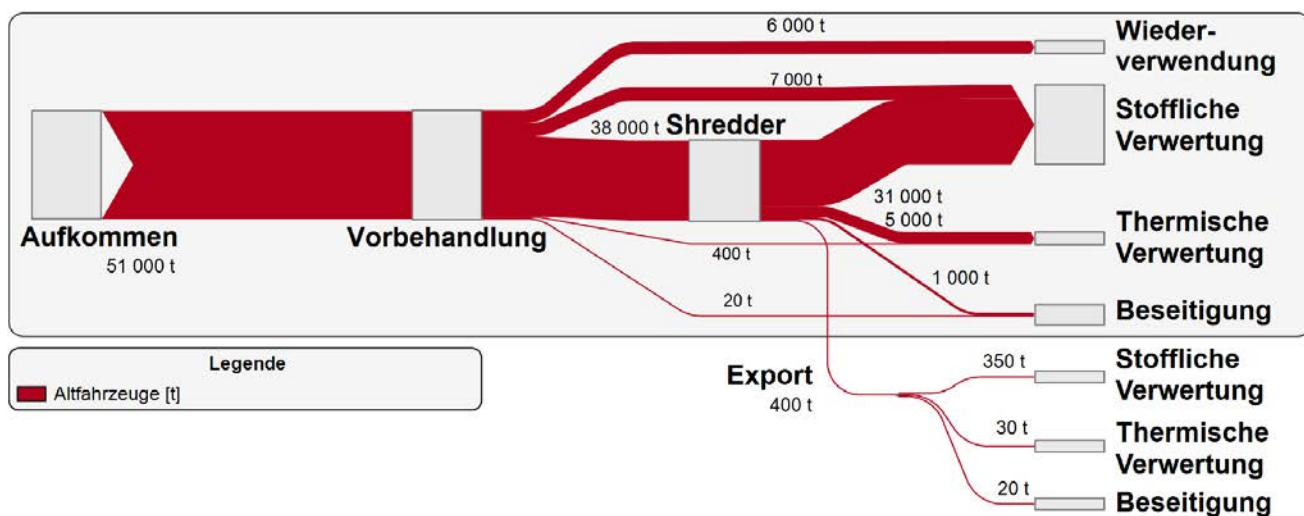 6 000 t
Wieder-
verwendung
7 000 t
Stoffliche
Verwertung
38 000 t
Shredder
31 000 t
5 000 t
Aufkommen
51 000 t
Vorbehandlung
400 t
Thermische
Verwertung
1 000 t
20 t
Beseitigung
Legende
Altfahrzeuge [t]
Export
400 t
350 t
Stoffliche
Verwertung
30 t
Thermische
Verwertung
20 t
Beseitigung